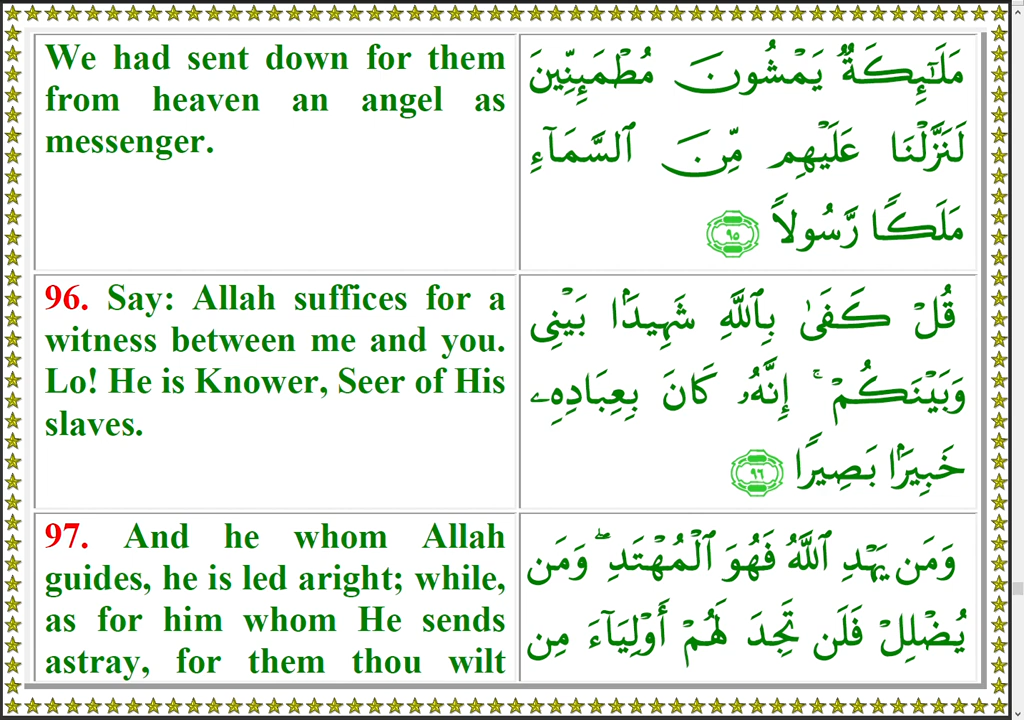 We had sent down for them
from heaven an angel as
messenger.
مَلَٰٓئِكَةٌ يَمْشُونَ مُطْمَئِنِّينَ
لَنَزَّلْنَا عَلَيْهِم مِّنَ ٱلسَّمَآءِ
مَلَكًا رَّسُولاً ٩٥
96. Say: Allah suffices for a
witness between me and you.
Lo! He is Knower, Seer of His
slaves.
قُلْ كَفَىٰ بِٱللَّهِ شَهِيدًۢا بَيْنِى
وَبَيْنَكُمْ ۚ إِنَّهُۥ كَانَ بِعِبَادِهِۦ
خَبِيرًۢا بَصِيرًا ٩٦
97. And he whom Allah
guides, he is led aright; while,
as for him whom He sends
astray, for them thou wilt
وَمَن يَهْدِ ٱللَّهُ فَهُوَ ٱلْمُهْتَدِ ۖ وَمَن
يُضْلِلْ فَلَن تَجِدَ لَهُمْ أَوْلِيَآءَ مِن